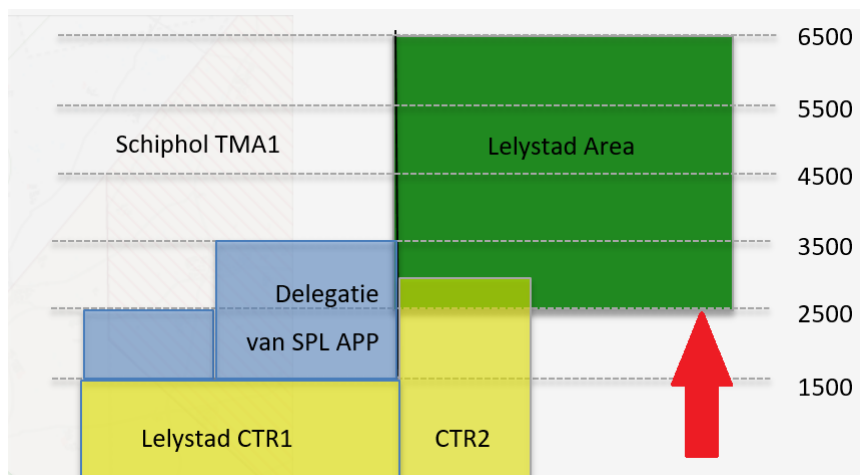 6500
5500
Schiphol TMA1
Lelystad Area
4500
3500
Delegatie
van SPL APP
2500
1500
Lelystad CTR1
CTR2